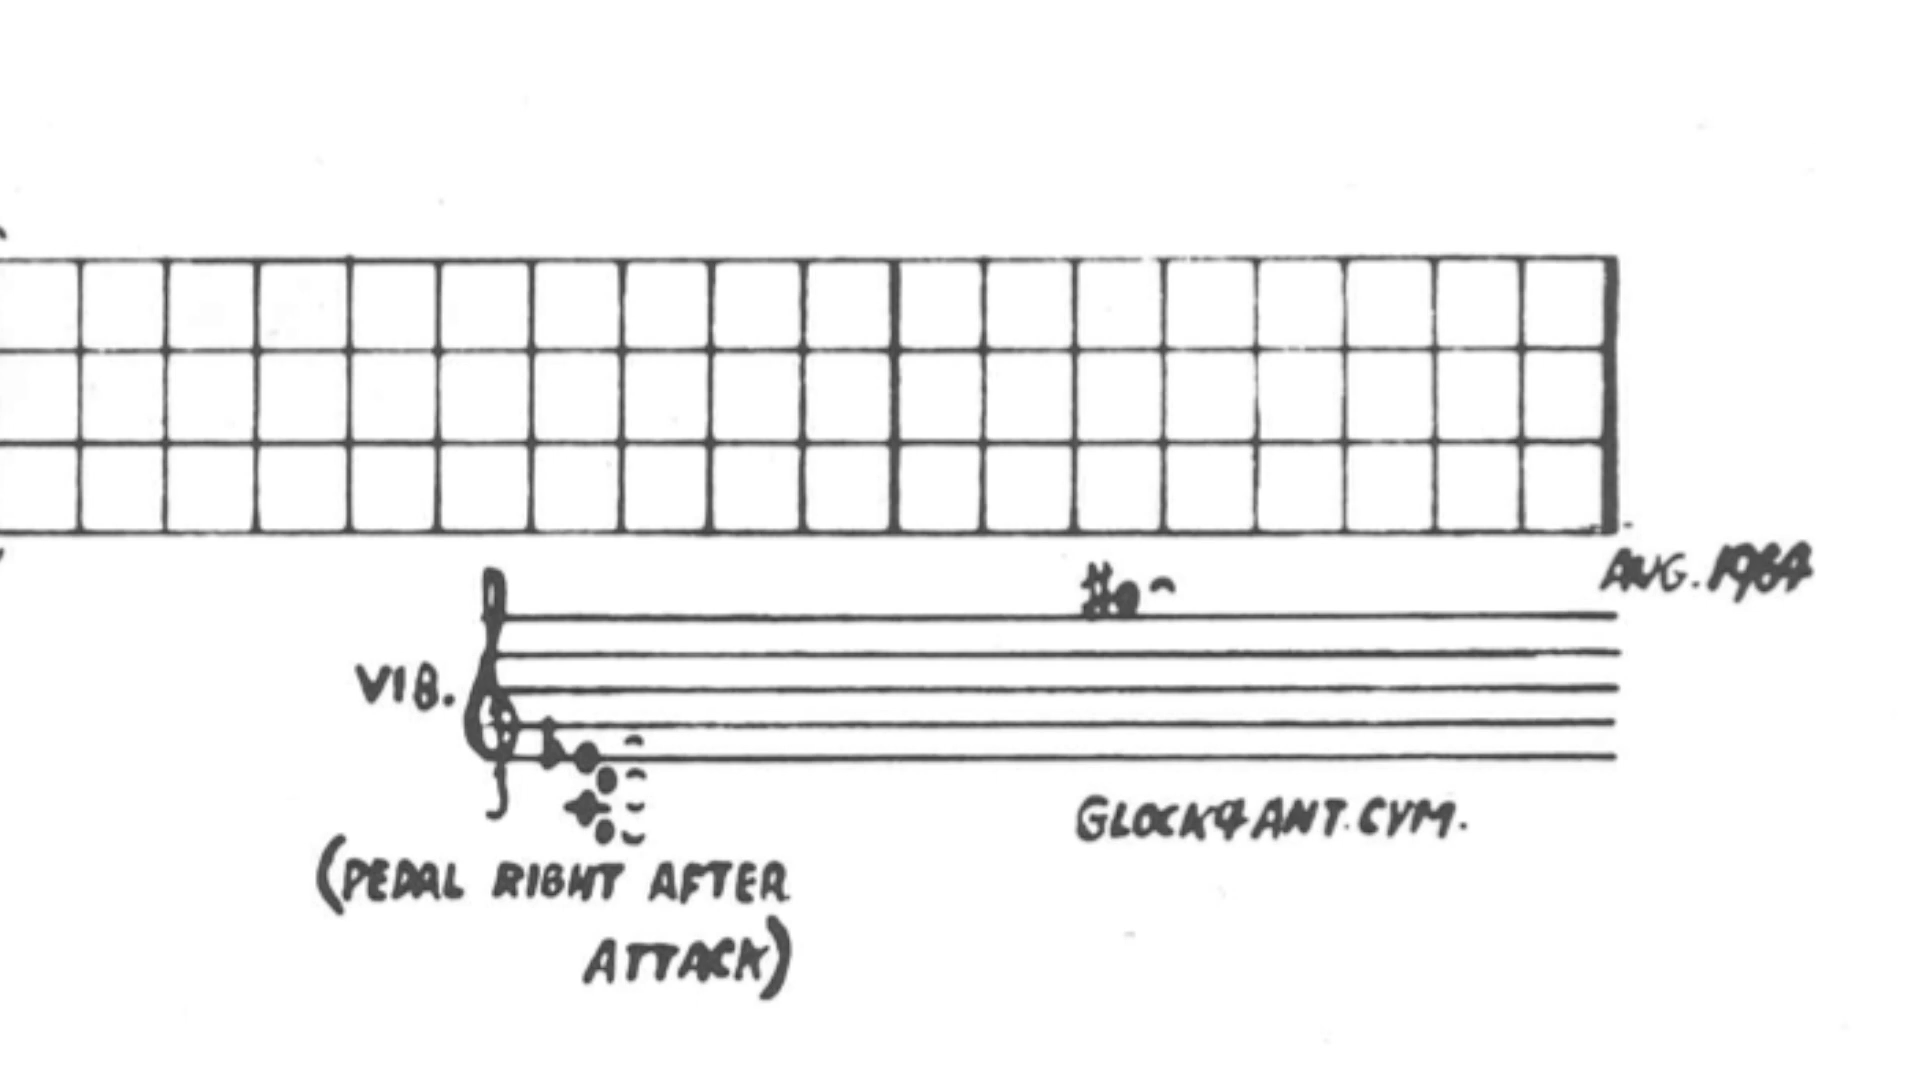 AUG. 1964
VIB.
GLOCK & ANT. CYM.
(PEDAL RIGHT AFTER
ATTACK)